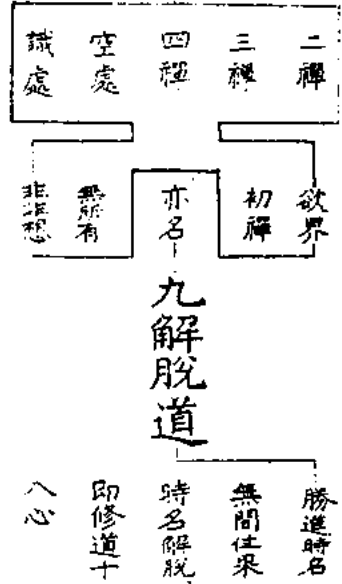 二禪
三禪
四禪
空處
識處
欲界
初禪
亦名
無所有
非非想
九解脫道
勝進時名
無間住果
時名解脫
即修道十
八心